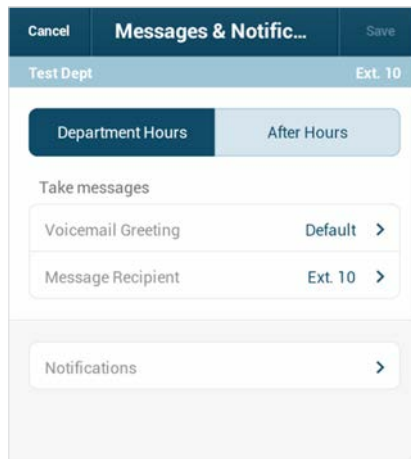 Cancel Messages & Notific... Save
Test Dept Ext. 10
Department Hours After Hours
Take messages
Voicemail Greeting Default
Message Recipient Ext. 10
Notifications